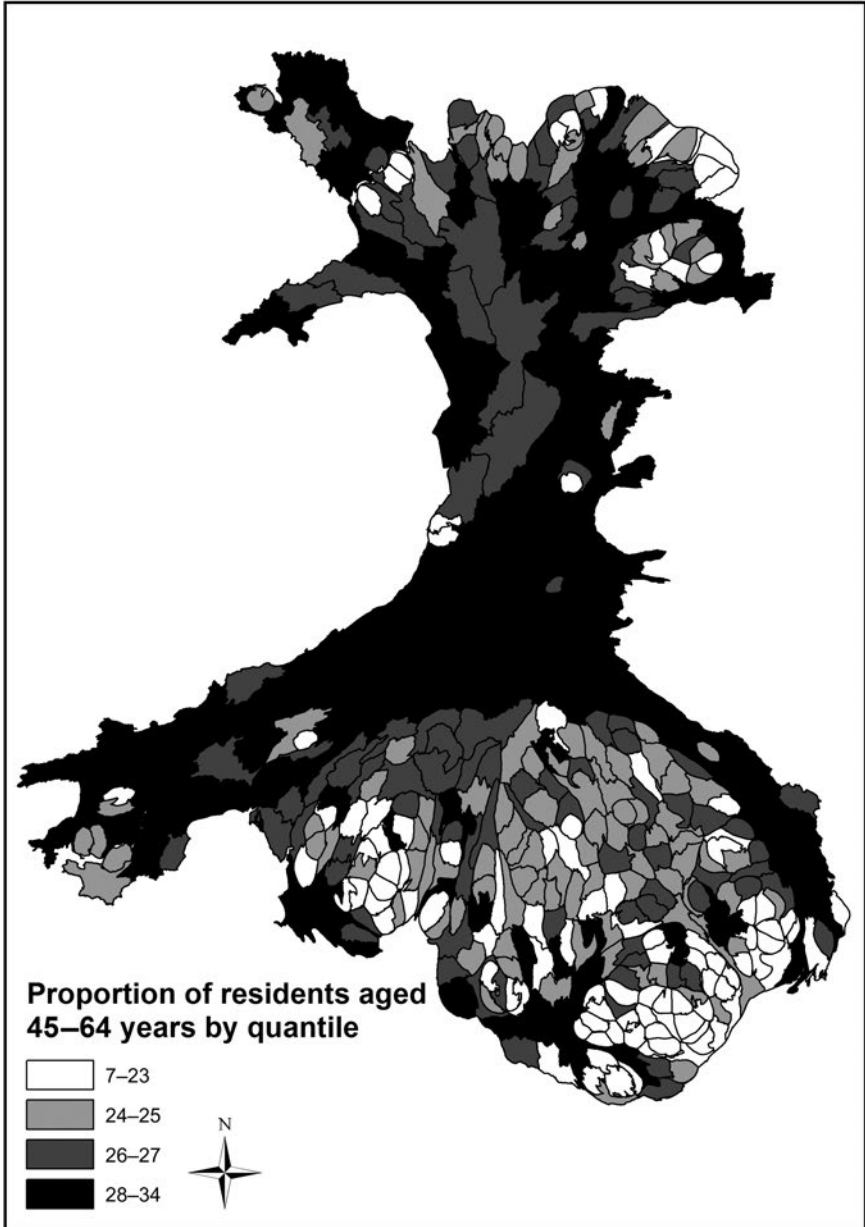 Proportion of residents aged
45–64 years by quantile
7–23
24–25
26–27
28–34
N